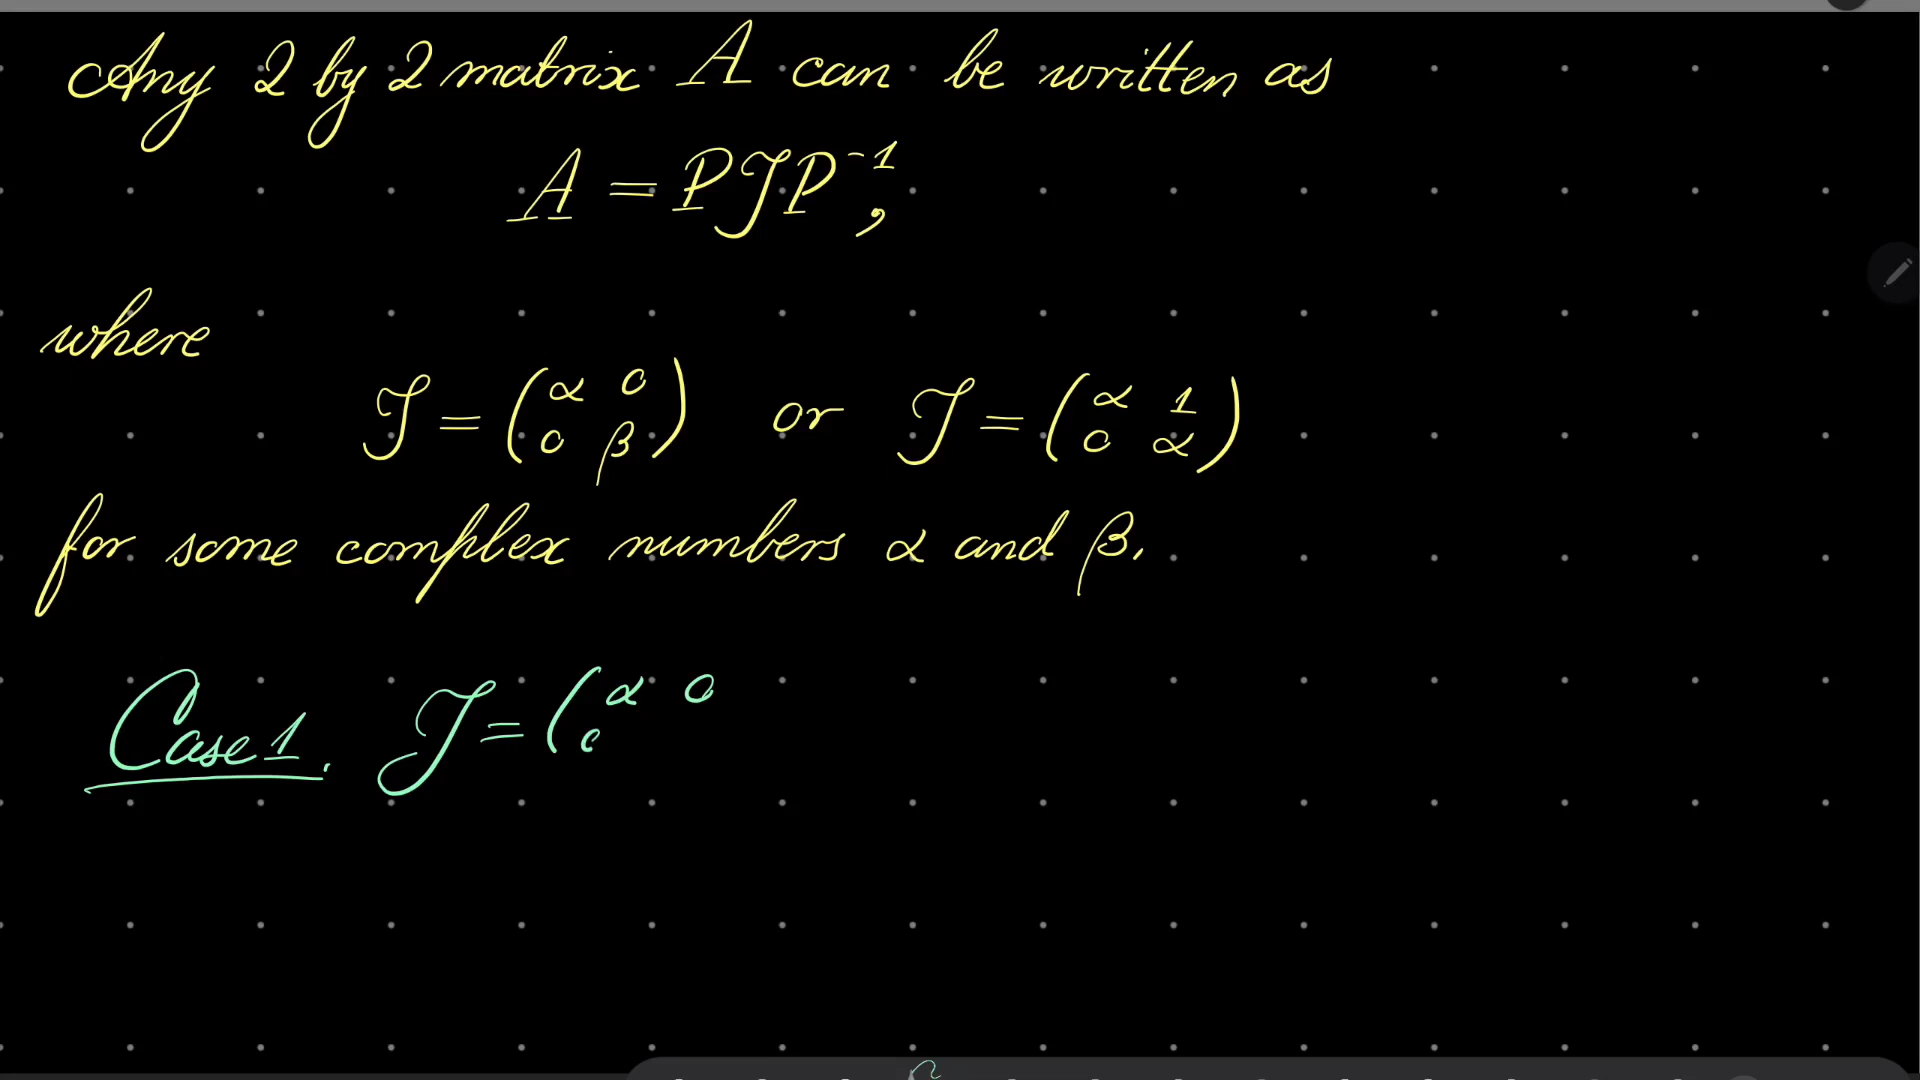 Any 2 by 2 matrix A can be written as
A = PJP⁻¹,
where
J = (α 0; 0 β) or J = (α 1; 0 α)
for some complex numbers α and β.
Case 1. J = (α 0; 0